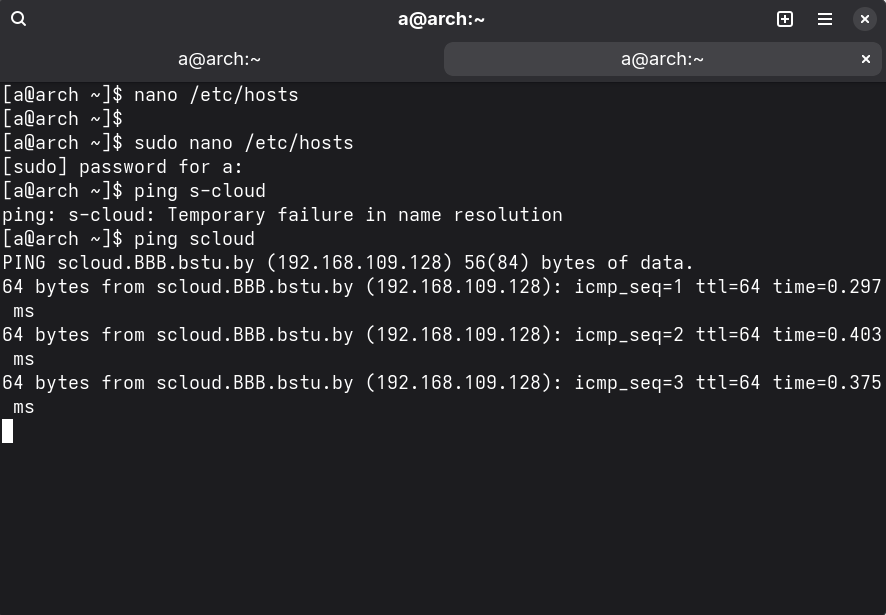 a@arch:~
a@arch:~
a@arch:~
[a@arch ~]$ nano /etc/hosts
[a@arch ~]$
[a@arch ~]$ sudo nano /etc/hosts
[sudo] password for a:
[a@arch ~]$ ping s-cloud
ping: s-cloud: Temporary failure in name resolution
[a@arch ~]$ ping scloud
PING scloud.BBB.bstu.by (192.168.109.128) 56(84) bytes of data.
64 bytes from scloud.BBB.bstu.by (192.168.109.128): icmp_seq=1 ttl=64 time=0.297
 ms
64 bytes from scloud.BBB.bstu.by (192.168.109.128): icmp_seq=2 ttl=64 time=0.403
 ms
64 bytes from scloud.BBB.bstu.by (192.168.109.128): icmp_seq=3 ttl=64 time=0.375
 ms